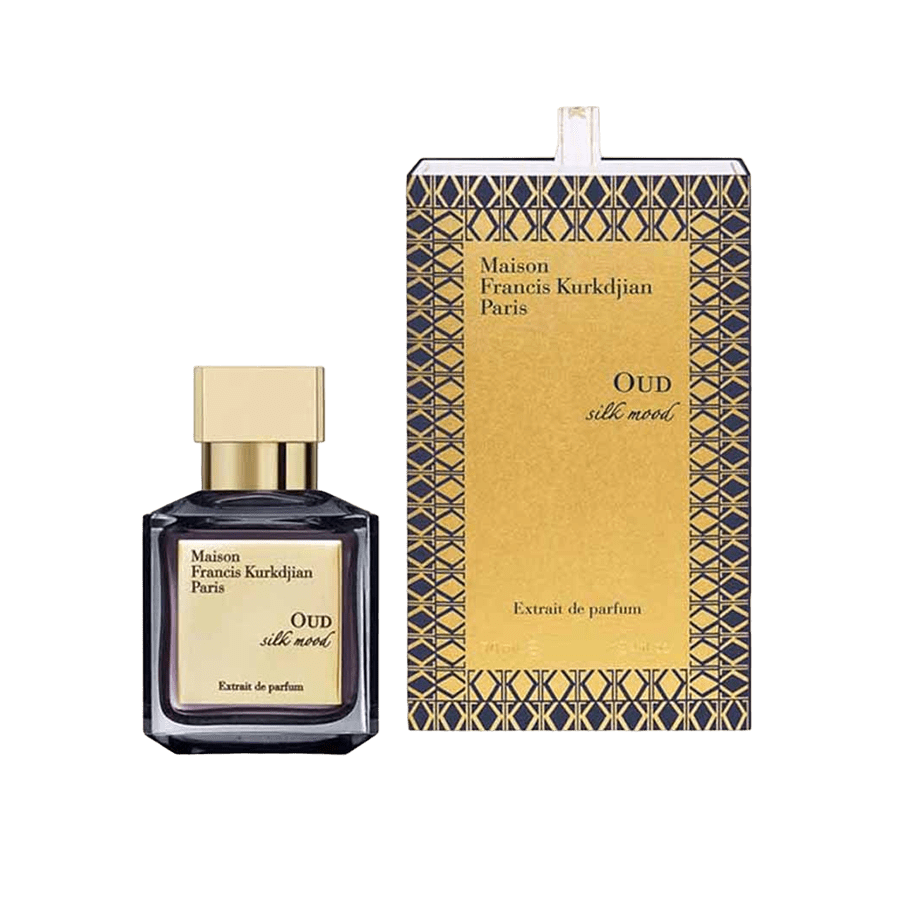 Maison
Francis Kurkdjian
Paris
OUD
silk mood
Extrait de parfum
Maison
Francis Kurkdjian
Paris
OUD
silk mood
Extrait de parfum